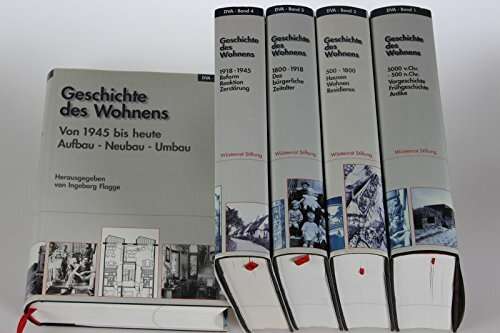 DVA
Geschichte
des Wohnens
Von 1945 bis heute
Aufbau - Neubau - Umbau
Herausgegeben
von Ingeborg Flagge
DVA - Band 4
Geschichte
des
Wohnens
1918 - 1945
Reform
Reaktion
Zerstörung
Wüstenrot Stiftung
DVA - Band 3
Geschichte
des
Wohnens
1800 - 1918
Das
bürgerliche
Zeitalter
Wüstenrot Stiftung
DVA - Band 2
Geschichte
des
Wohnens
500 - 1800
Hausen
Wohnen
Residieren
Wüstenrot Stiftung
DVA - Band 1
Geschichte
des
Wohnens
5000 v.Chr.
- 500 n.Chr.
Vorgeschichte
Frühgeschichte
Antike
Wüstenrot Stiftung